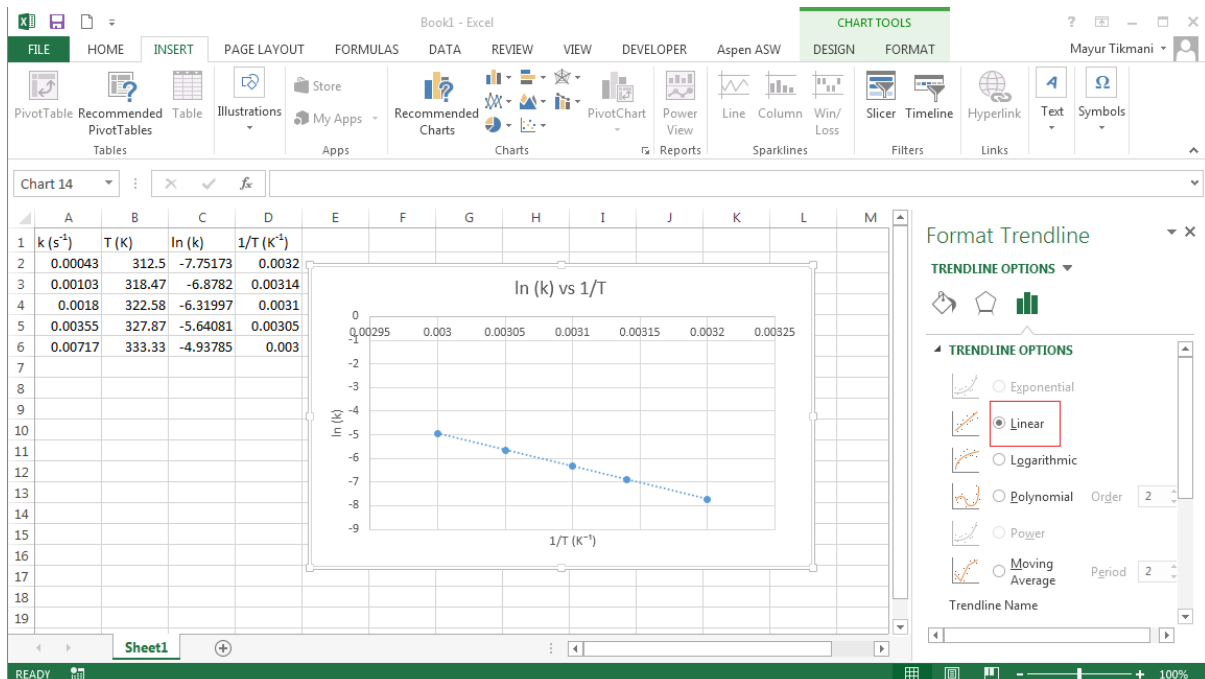 Book1 - Excel
CHART TOOLS
?
FILE HOME INSERT PAGE LAYOUT FORMULAS DATA REVIEW VIEW DEVELOPER Aspen ASW DESIGN FORMAT Mayur Tikmani
PivotTable Recommended PivotTables Table Illustrations Store My Apps Recommended Charts PivotChart Power View Line Column Win/Loss Slicer Timeline Hyperlink Text Symbols
Tables Apps Charts Reports Sparklines Filters Links
Chart 14 fx
A B C D E F G H I J K L M
1 k (s⁻¹) T (K) ln (k) 1/T (K⁻¹)
2 0.00043 312.5 -7.75173 0.0032
3 0.00103 318.47 -6.8782 0.00314
4 0.0018 322.58 -6.31997 0.0031
5 0.00355 327.87 -5.64081 0.00305
6 0.00717 333.33 -4.93785 0.003
7
8
9
10
11
12
13
14
15
16
17
18
19
ln (k) vs 1/T
0
0.00295 0.003 0.00305 0.0031 0.00315 0.0032 0.00325
-1
-2
-3
-4
-5
-6
-7
-8
-9
ln (k)
1/T (K⁻¹)
Format Trendline
TRENDLINE OPTIONS
TRENDLINE OPTIONS
Exponential
Linear
Logarithmic
Polynomial Order 2
Power
Moving Average Period 2
Trendline Name
Sheet1
READY 100%